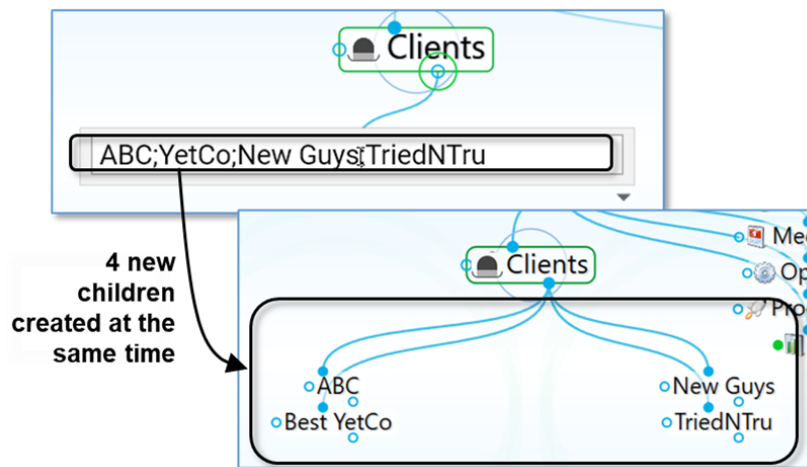 Clients
ABC;YetCo;New Guys;TriedNTru
4 new
children
created at the
same time
Clients
ABC
New Guys
Best YetCo
TriedNTru